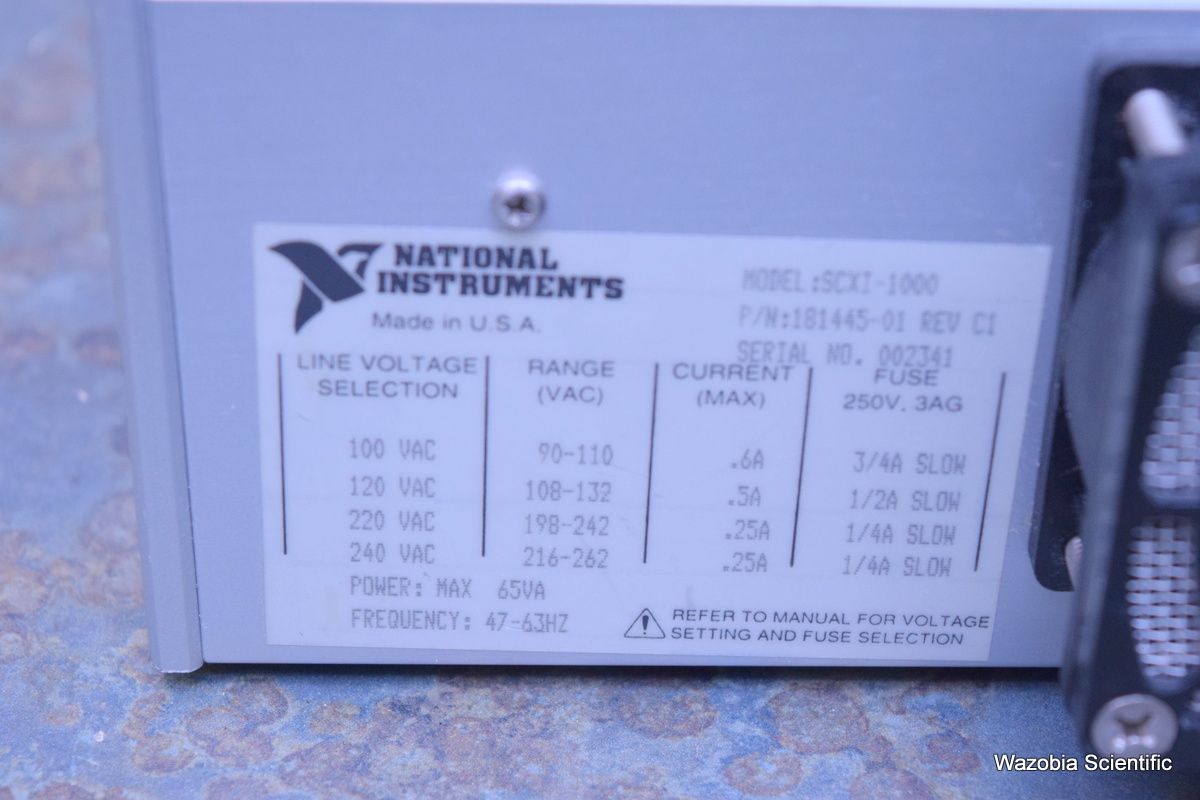 NATIONAL
INSTRUMENTS
Made in U.S.A.
MODEL:SCXI-1000
P/N:181445-01 REV C1
SERIAL NO. 002341
LINE VOLTAGE SELECTION RANGE (VAC) CURRENT (MAX) FUSE 250V, 3AG
100 VAC 90-110 .6A 3/4A SLOW
120 VAC 108-132 .5A 1/2A SLOW
220 VAC 198-242 .25A 1/4A SLOW
240 VAC 216-262 .25A 1/4A SLOW
POWER: MAX 65VA
FREQUENCY: 47-63HZ
REFER TO MANUAL FOR VOLTAGE
SETTING AND FUSE SELECTION
Wazobia Scientific